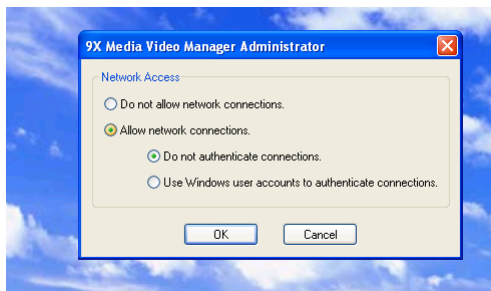 9X Media Video Manager Administrator
Network Access
Do not allow network connections.
Allow network connections.
Do not authenticate connections.
Use Windows user accounts to authenticate connections.
OK Cancel